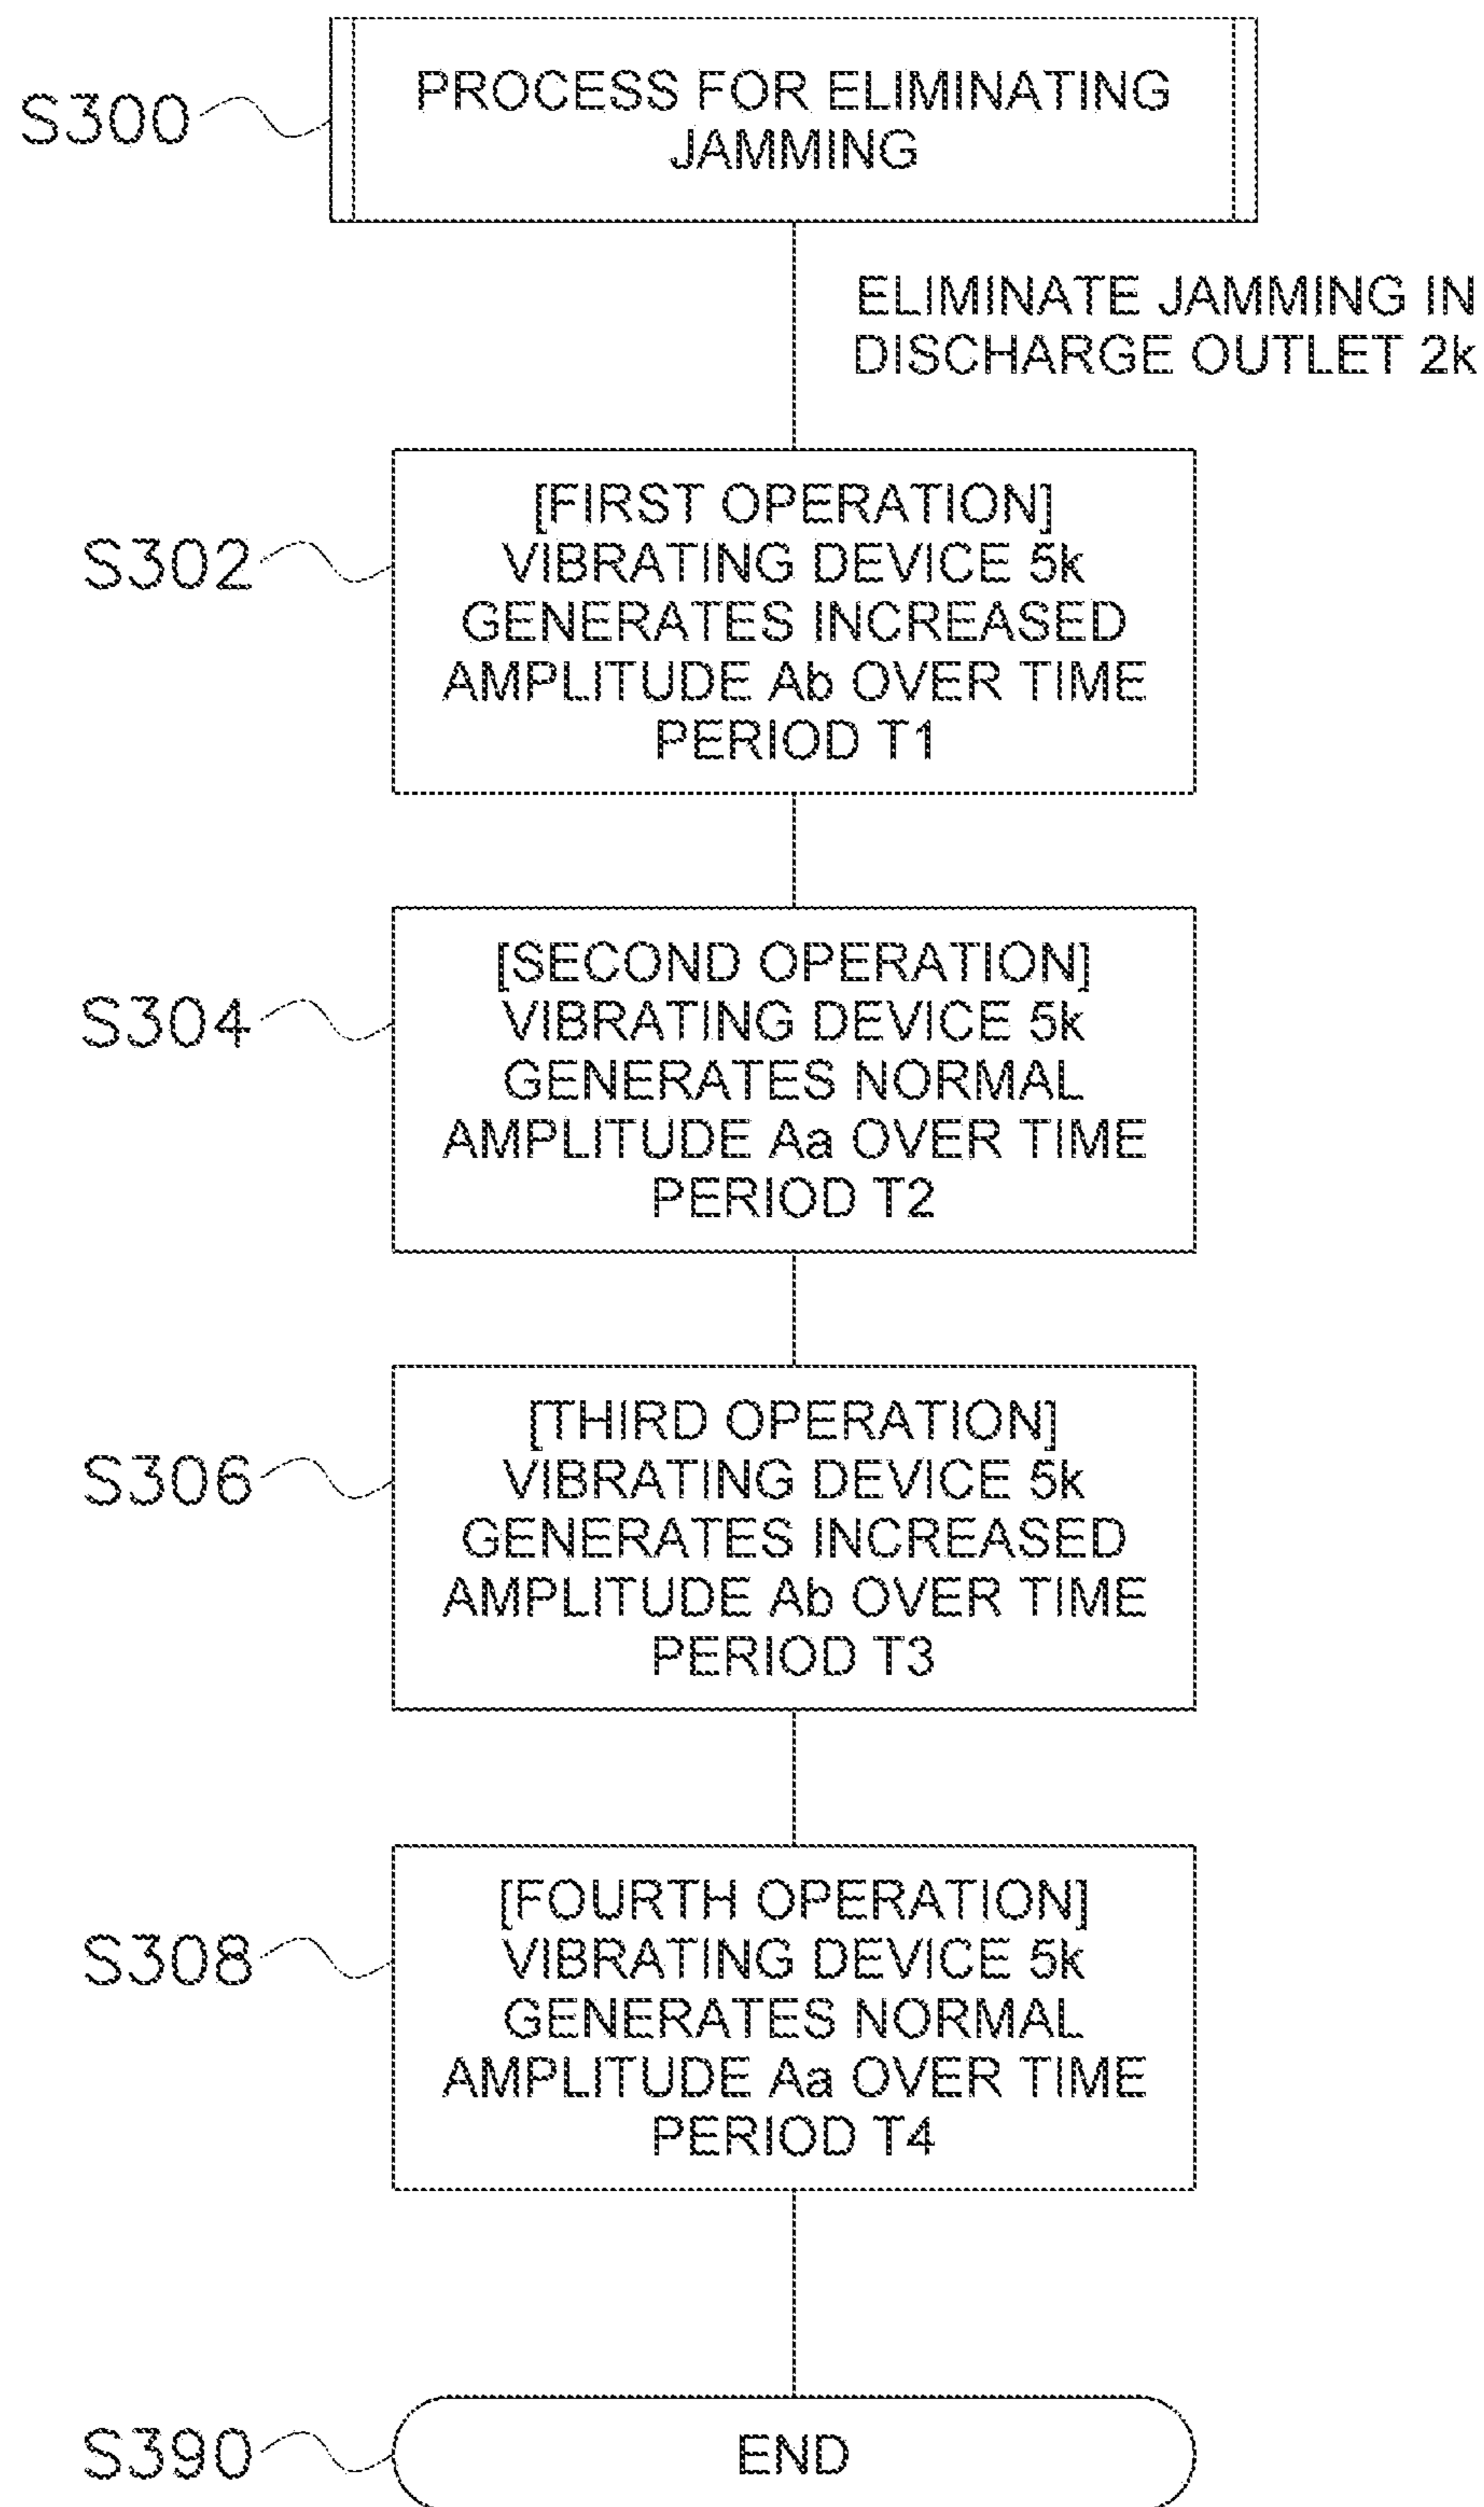 S300
PROCESS FOR ELIMINATING
JAMMING
ELIMINATE JAMMING IN
DISCHARGE OUTLET 2k
S302
[FIRST OPERATION]
VIBRATING DEVICE 5k
GENERATES INCREASED
AMPLITUDE Ab OVER TIME
PERIOD T1
S304
[SECOND OPERATION]
VIBRATING DEVICE 5k
GENERATES NORMAL
AMPLITUDE Aa OVER TIME
PERIOD T2
S306
[THIRD OPERATION]
VIBRATING DEVICE 5k
GENERATES INCREASED
AMPLITUDE Ab OVER TIME
PERIOD T3
S308
[FOURTH OPERATION]
VIBRATING DEVICE 5k
GENERATES NORMAL
AMPLITUDE Aa OVER TIME
PERIOD T4
S390
END